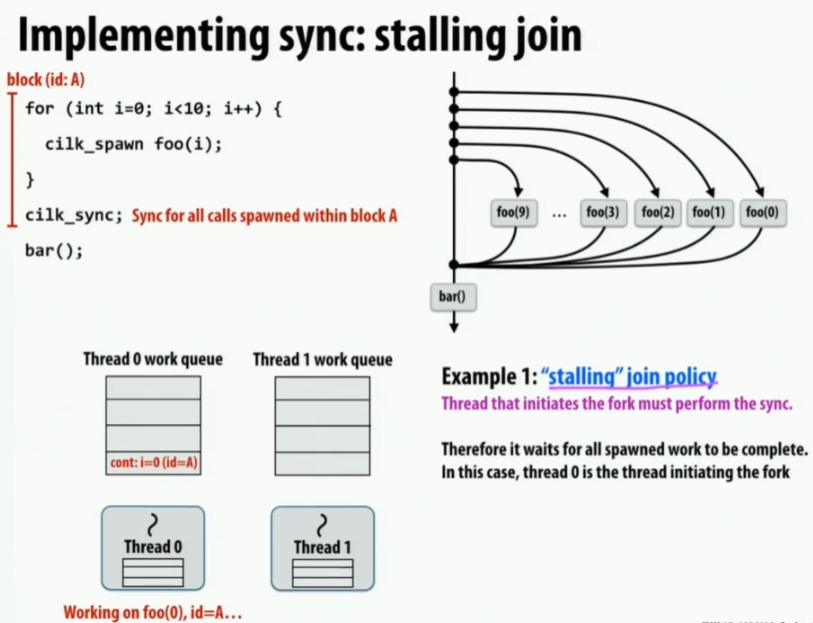 Implementing sync: stalling join
block (id: A)
for (int i=0; i<10; i++) {
cilk_spawn foo(i);
}
cilk_sync; Sync for all calls spawned within block A
bar();
foo(9) ... foo(3) foo(2) foo(1) foo(0)
bar()
Thread 0 work queue
Thread 1 work queue
cont: i=0 (id=A)
Thread 0
Thread 1
Working on foo(0), id=A...
Example 1: “stalling” join policy
Thread that initiates the fork must perform the sync.
Therefore it waits for all spawned work to be complete.
In this case, thread 0 is the thread initiating the fork